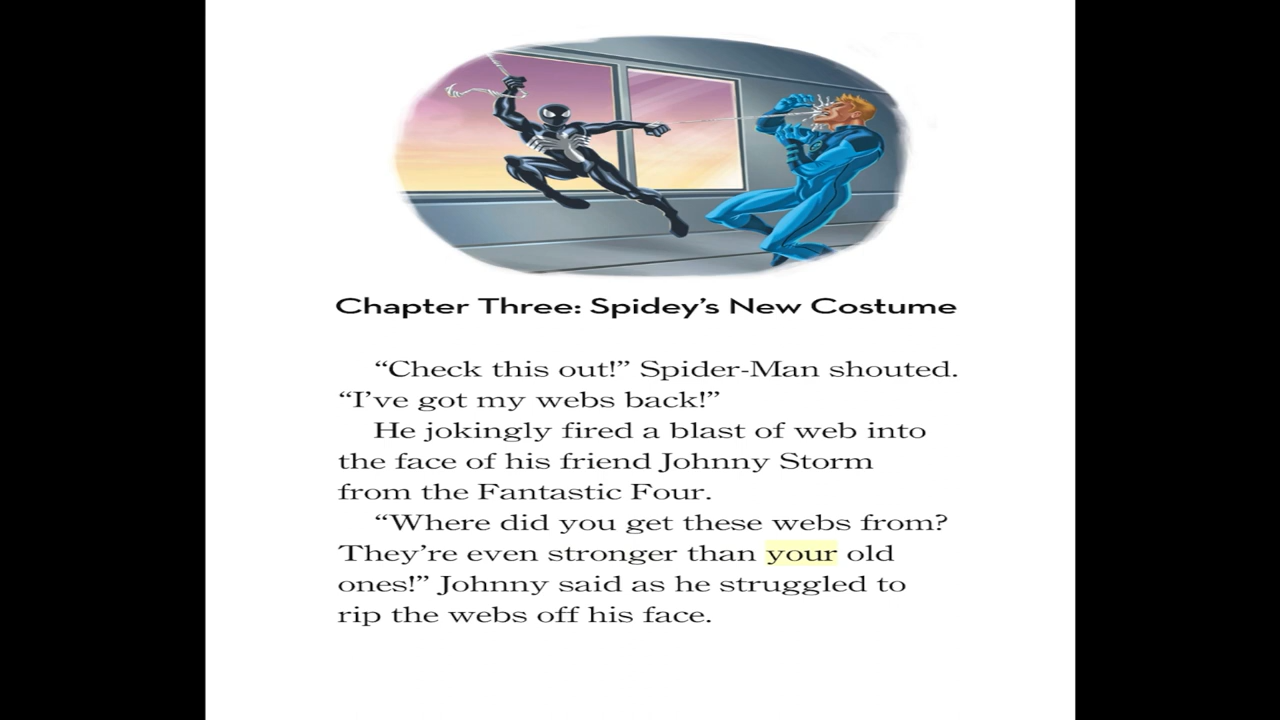 Chapter Three: Spidey’s New Costume
“Check this out!” Spider-Man shouted.
“I’ve got my webs back!”
He jokingly fired a blast of web into
the face of his friend Johnny Storm
from the Fantastic Four.
“Where did you get these webs from?
They’re even stronger than your old
ones!” Johnny said as he struggled to
rip the webs off his face.